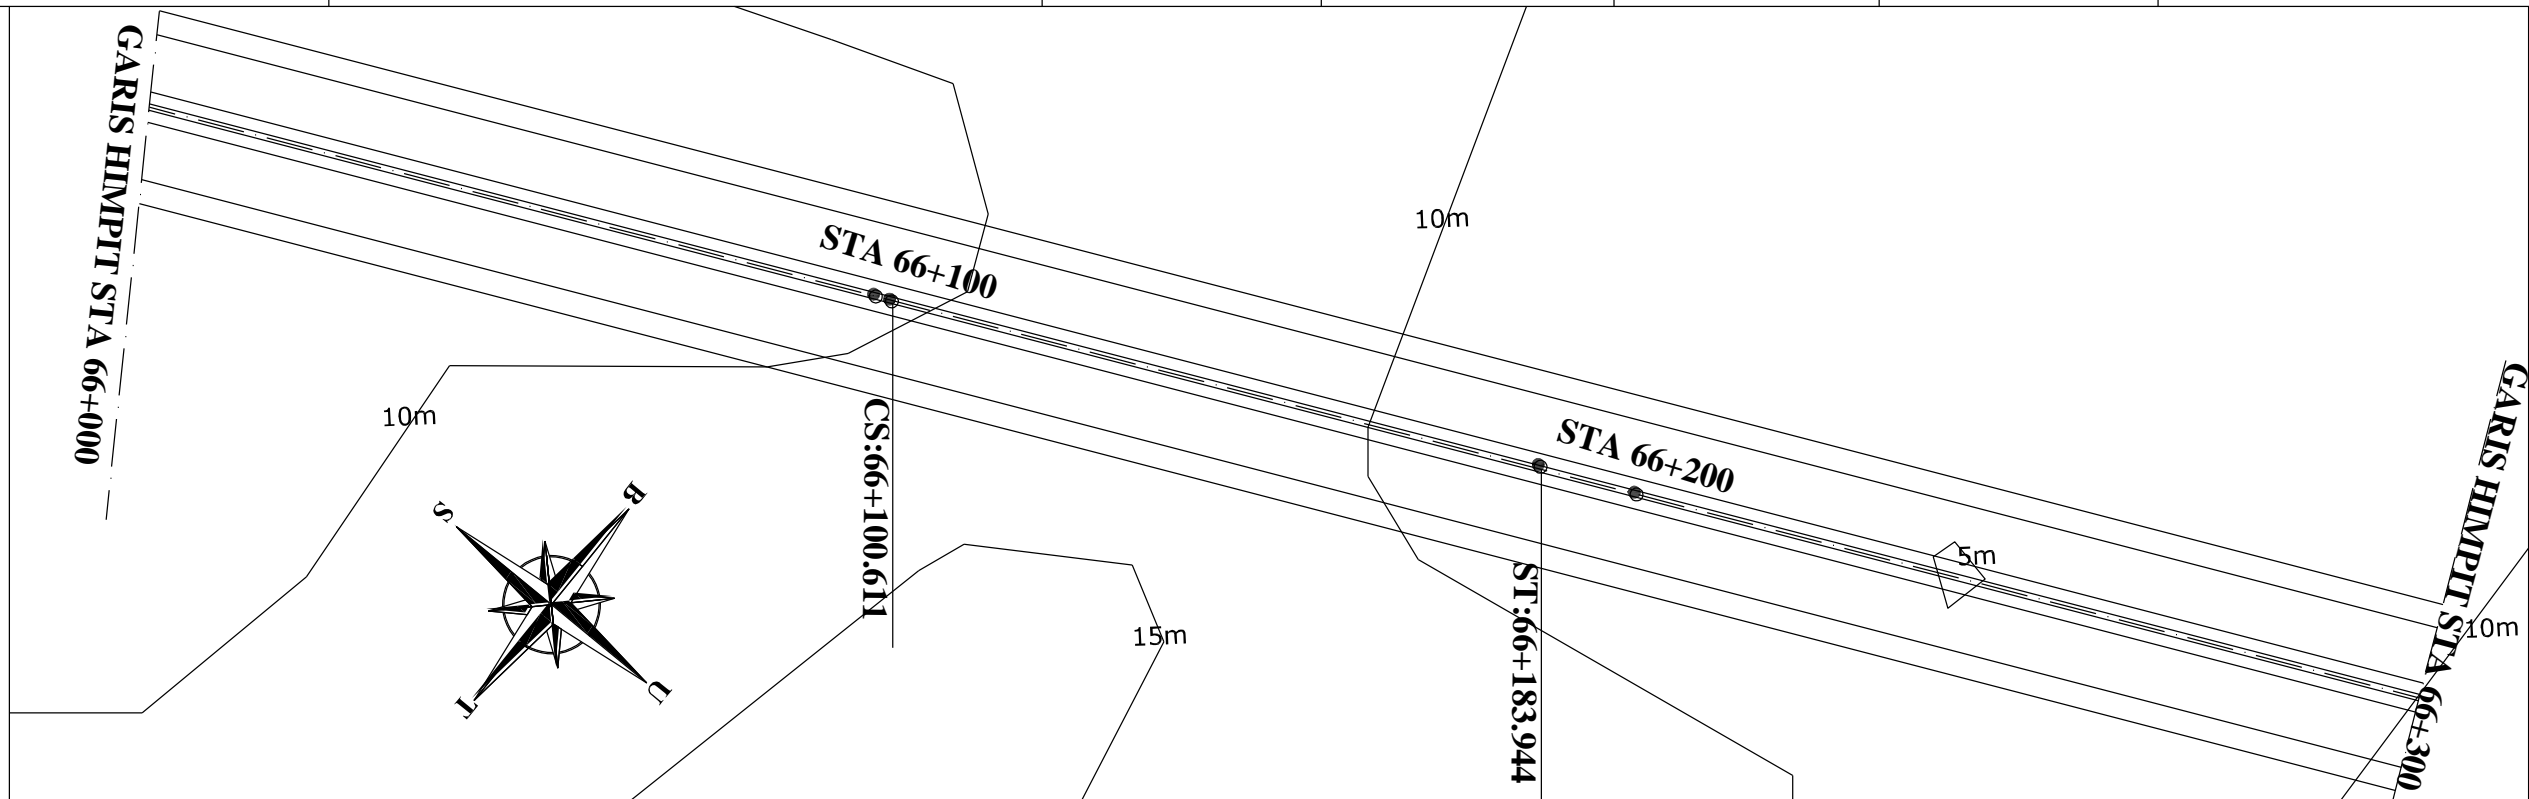 GARIS HIMPIT STA 66+000
STA 66+100
10m
10m
CS:66+100.611
STA 66+200
ST:66+183.944
5m
GARIS HIMPIT STA 66+300
10m
15m
S
B
T
U